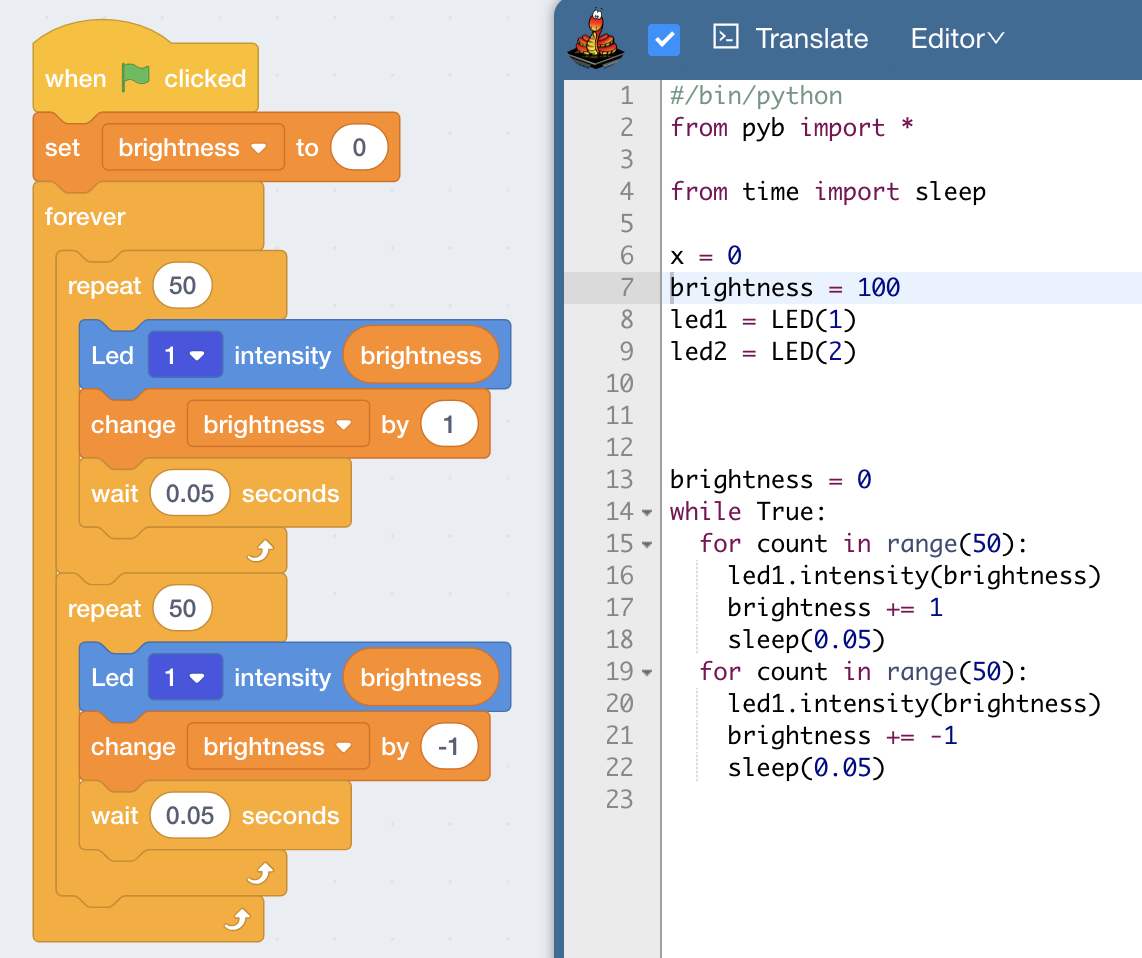 when clicked
set brightness to 0
forever
repeat 50
Led 1 intensity brightness
change brightness by 1
wait 0.05 seconds
repeat 50
Led 1 intensity brightness
change brightness by -1
wait 0.05 seconds
Translate Editor
1 #/bin/python
2 from pyb import *
3
4 from time import sleep
5
6 x = 0
7 brightness = 100
8 led1 = LED(1)
9 led2 = LED(2)
10
11
12
13 brightness = 0
14 while True:
15 for count in range(50):
16 led1.intensity(brightness)
17 brightness += 1
18 sleep(0.05)
19 for count in range(50):
20 led1.intensity(brightness)
21 brightness += -1
22 sleep(0.05)
23